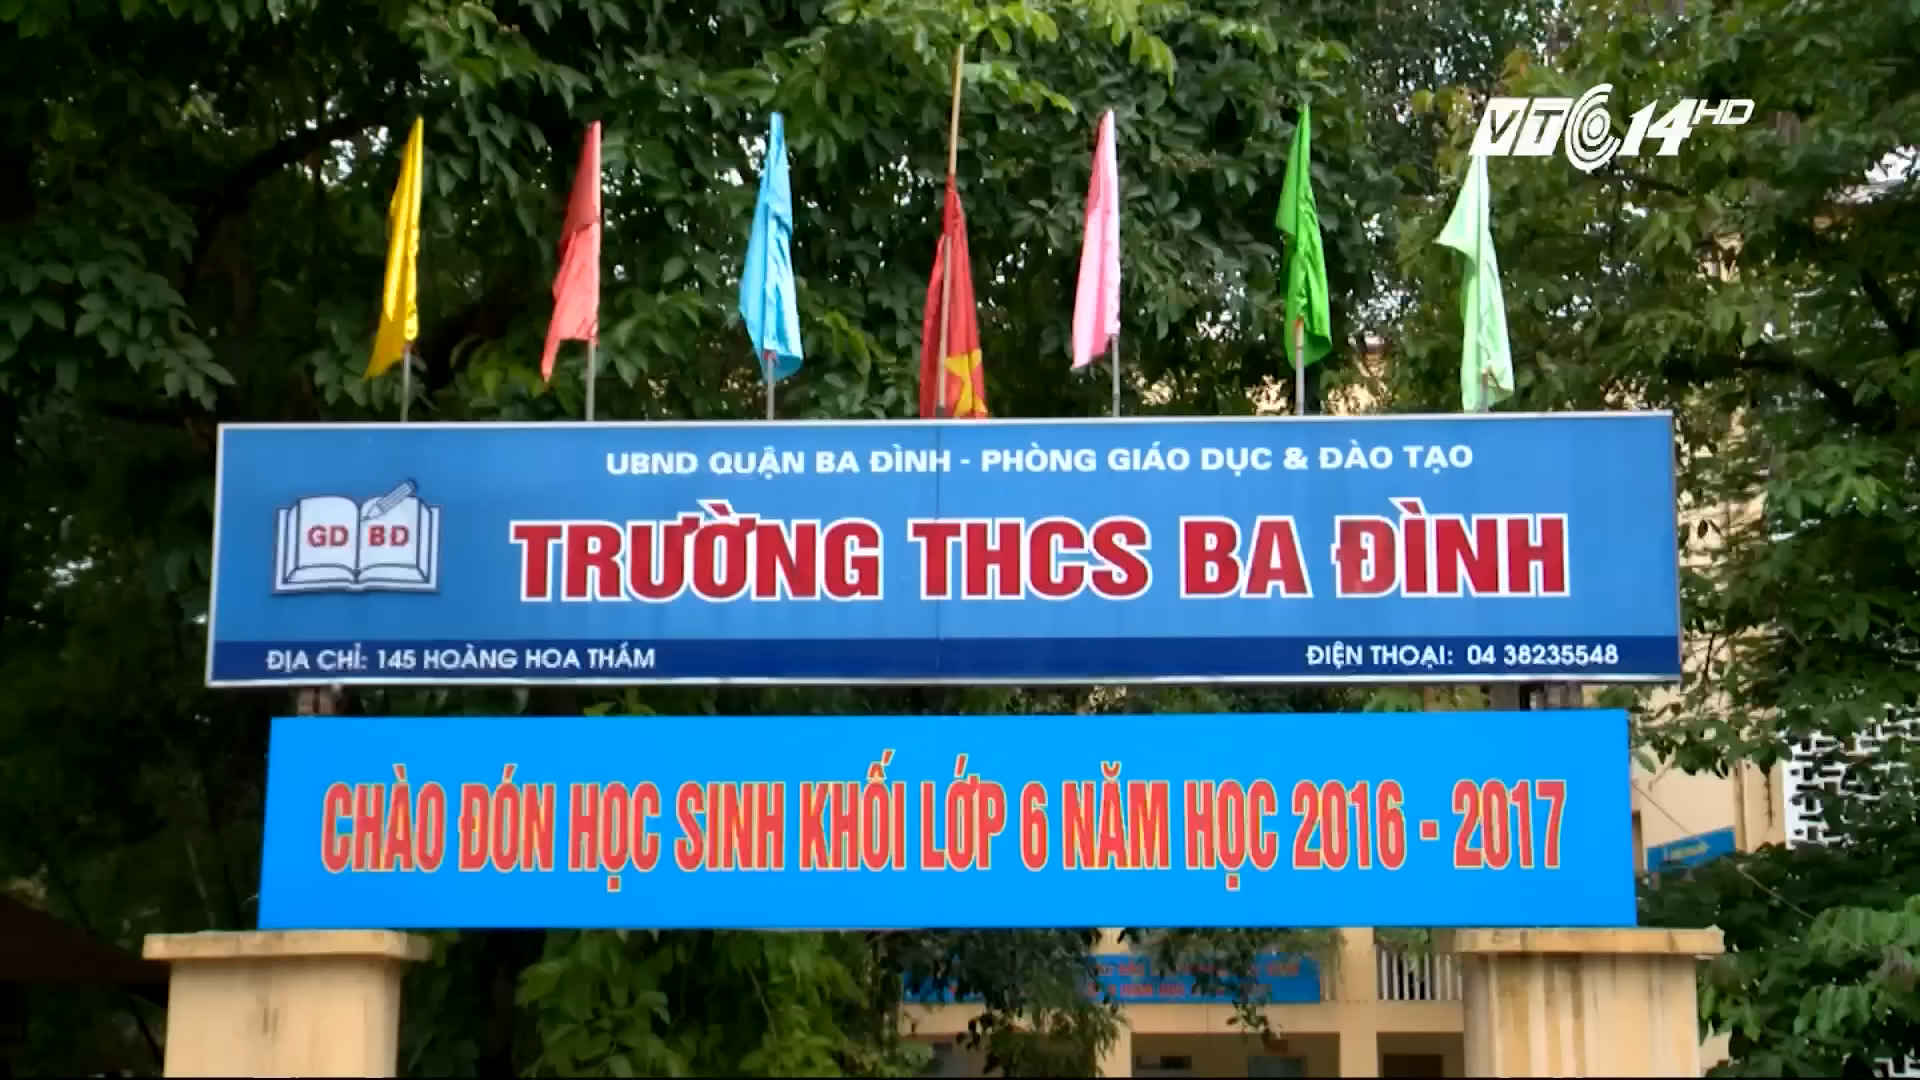 VTC14 HD
UBND QUẬN BA ĐÌNH - PHÒNG GIÁO DỤC & ĐÀO TẠO
GD BD
TRƯỜNG THCS BA ĐÌNH
ĐỊA CHỈ: 145 HOÀNG HOA THÁM
ĐIỆN THOẠI: 04 38235548
CHÀO ĐÓN HỌC SINH KHỐI LỚP 6 NĂM HỌC 2016 - 2017